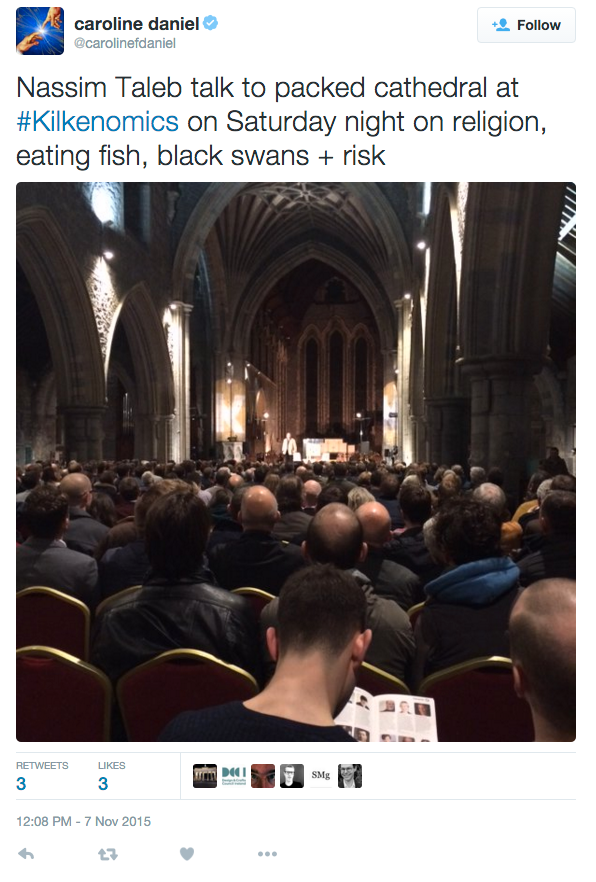 caroline daniel
@carolinefdaniel
Follow
Nassim Taleb talk to packed cathedral at
#Kilkenomics on Saturday night on religion,
eating fish, black swans + risk
RETWEETS LIKES
3 3
SMg
12:08 PM - 7 Nov 2015